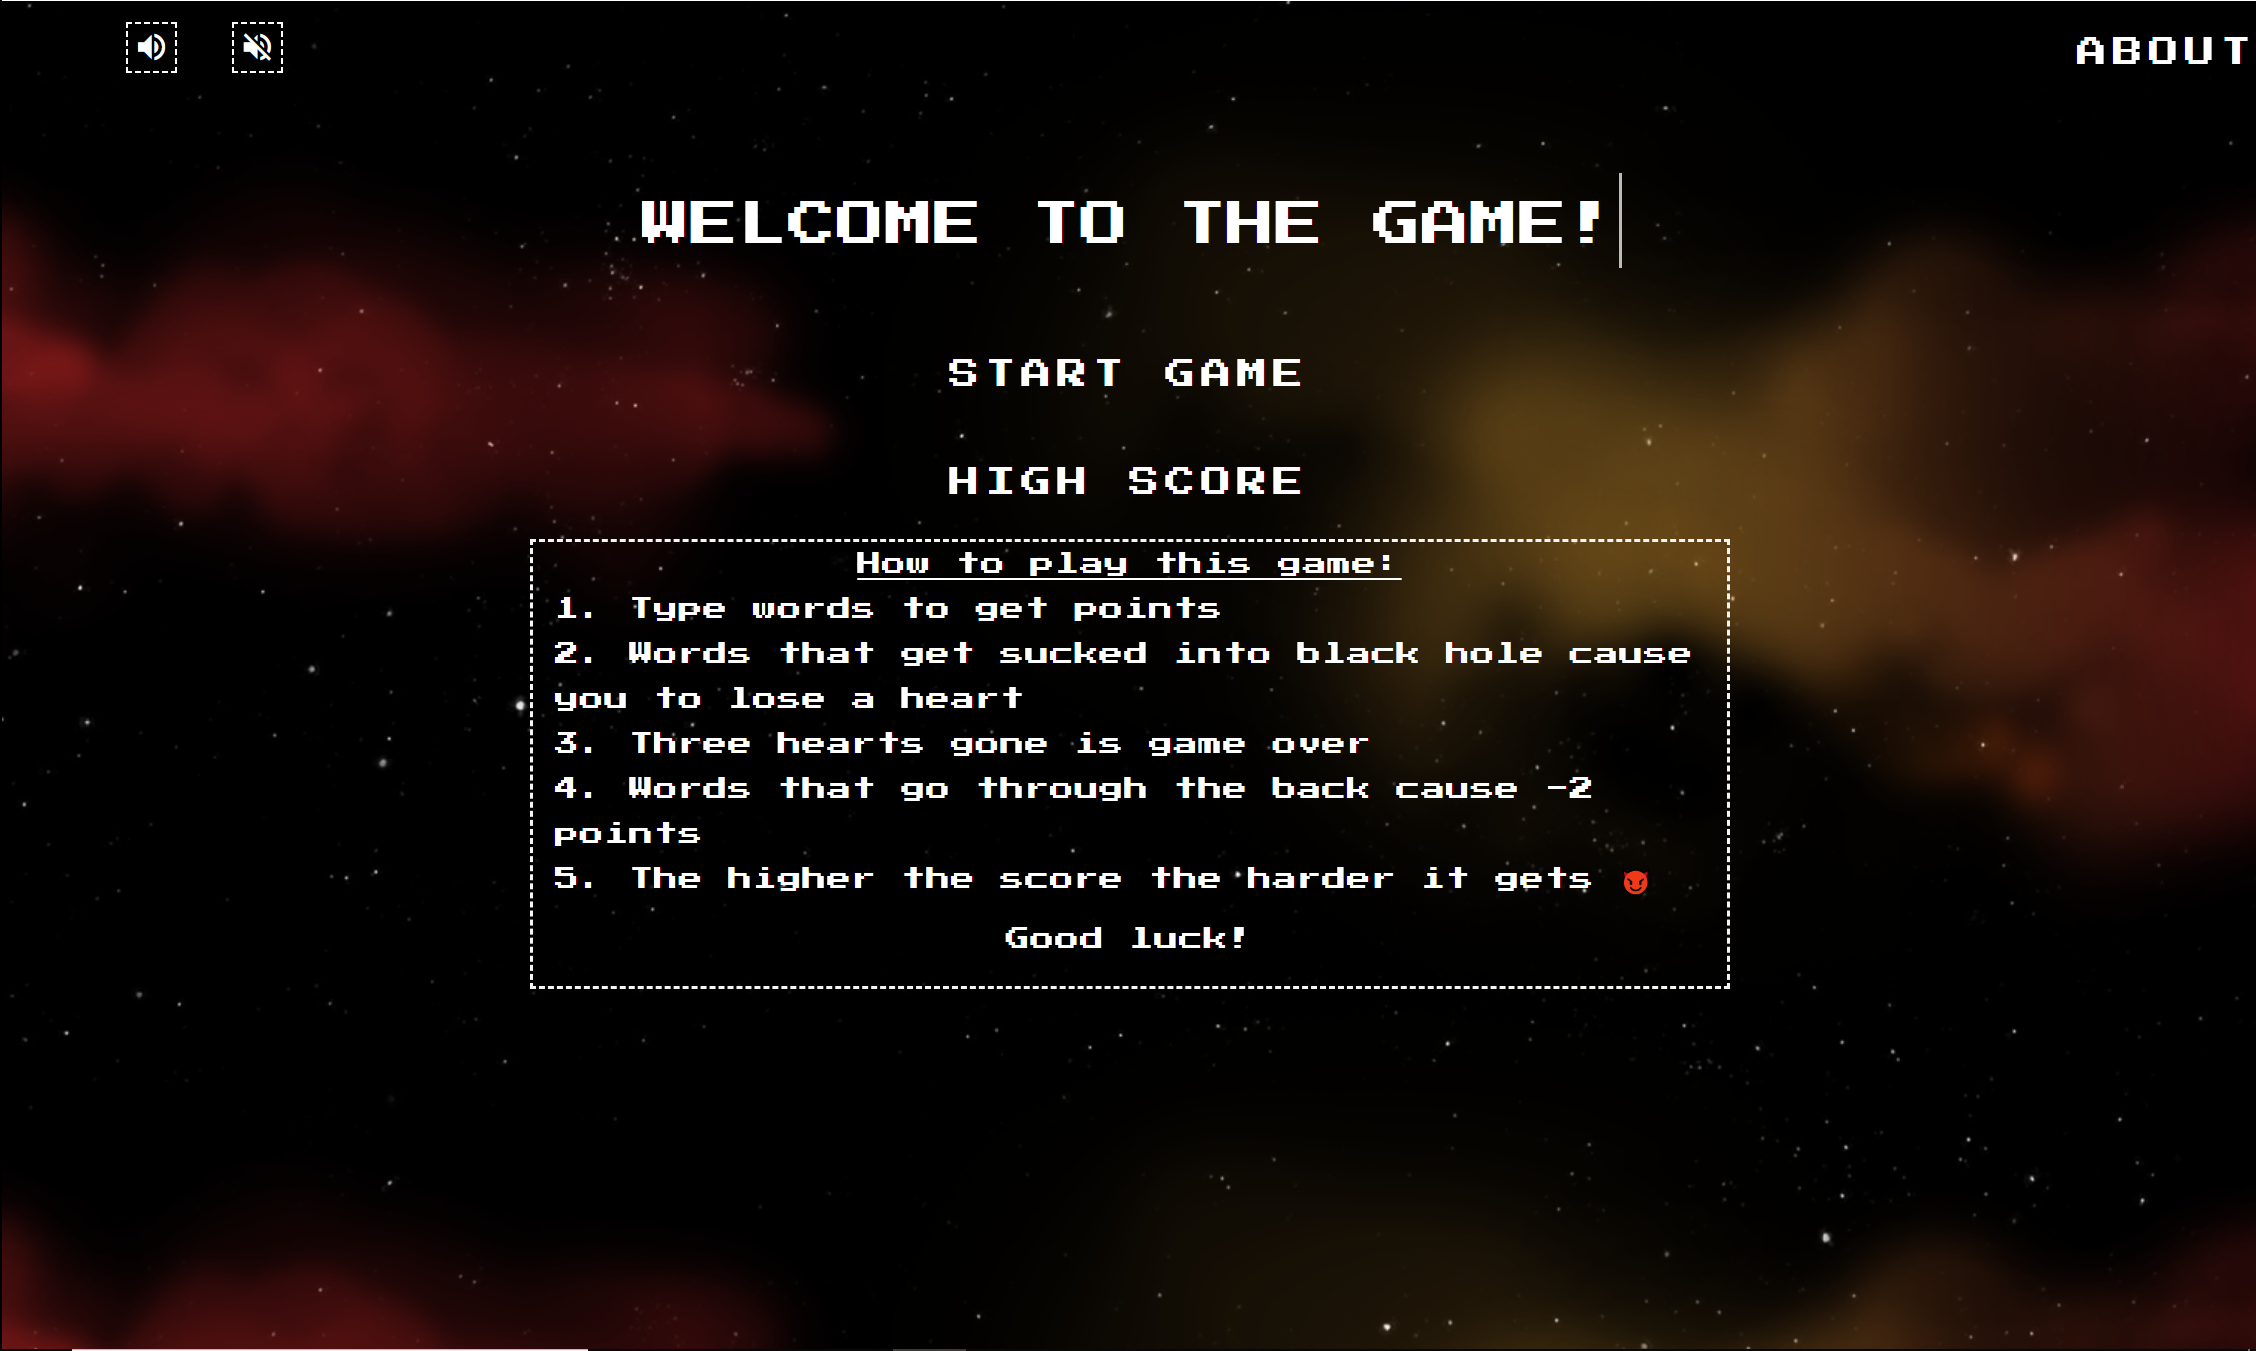 ABOUT
WELCOME TO THE GAME!
START GAME
HIGH SCORE
How to play this game:
1. Type words to get points
2. Words that get sucked into black hole cause
you to lose a heart
3. Three hearts gone is game over
4. Words that go through the back cause -2
points
5. The higher the score the harder it gets 😈
Good luck!